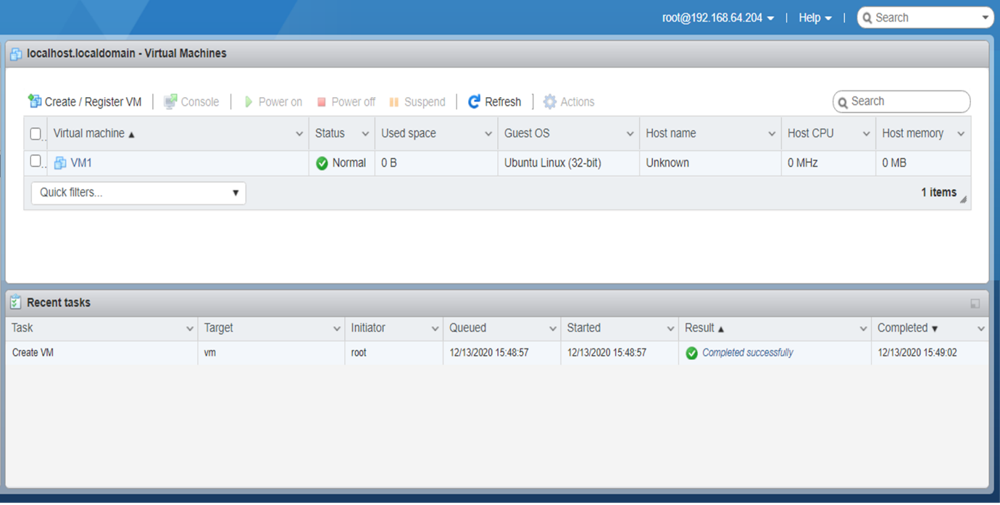 root@192.168.64.204 | Help | Search
localhost.localdomain - Virtual Machines
Create / Register VM | Console | Power on Power off Suspend | Refresh | Actions Search
Virtual machine Status Used space Guest OS Host name Host CPU Host memory
VM1 Normal 0 B Ubuntu Linux (32-bit) Unknown 0 MHz 0 MB
Quick filters... 1 items
Recent tasks
Task Target Initiator Queued Started Result Completed
Create VM vm root 12/13/2020 15:48:57 12/13/2020 15:48:57 Completed successfully 12/13/2020 15:49:02